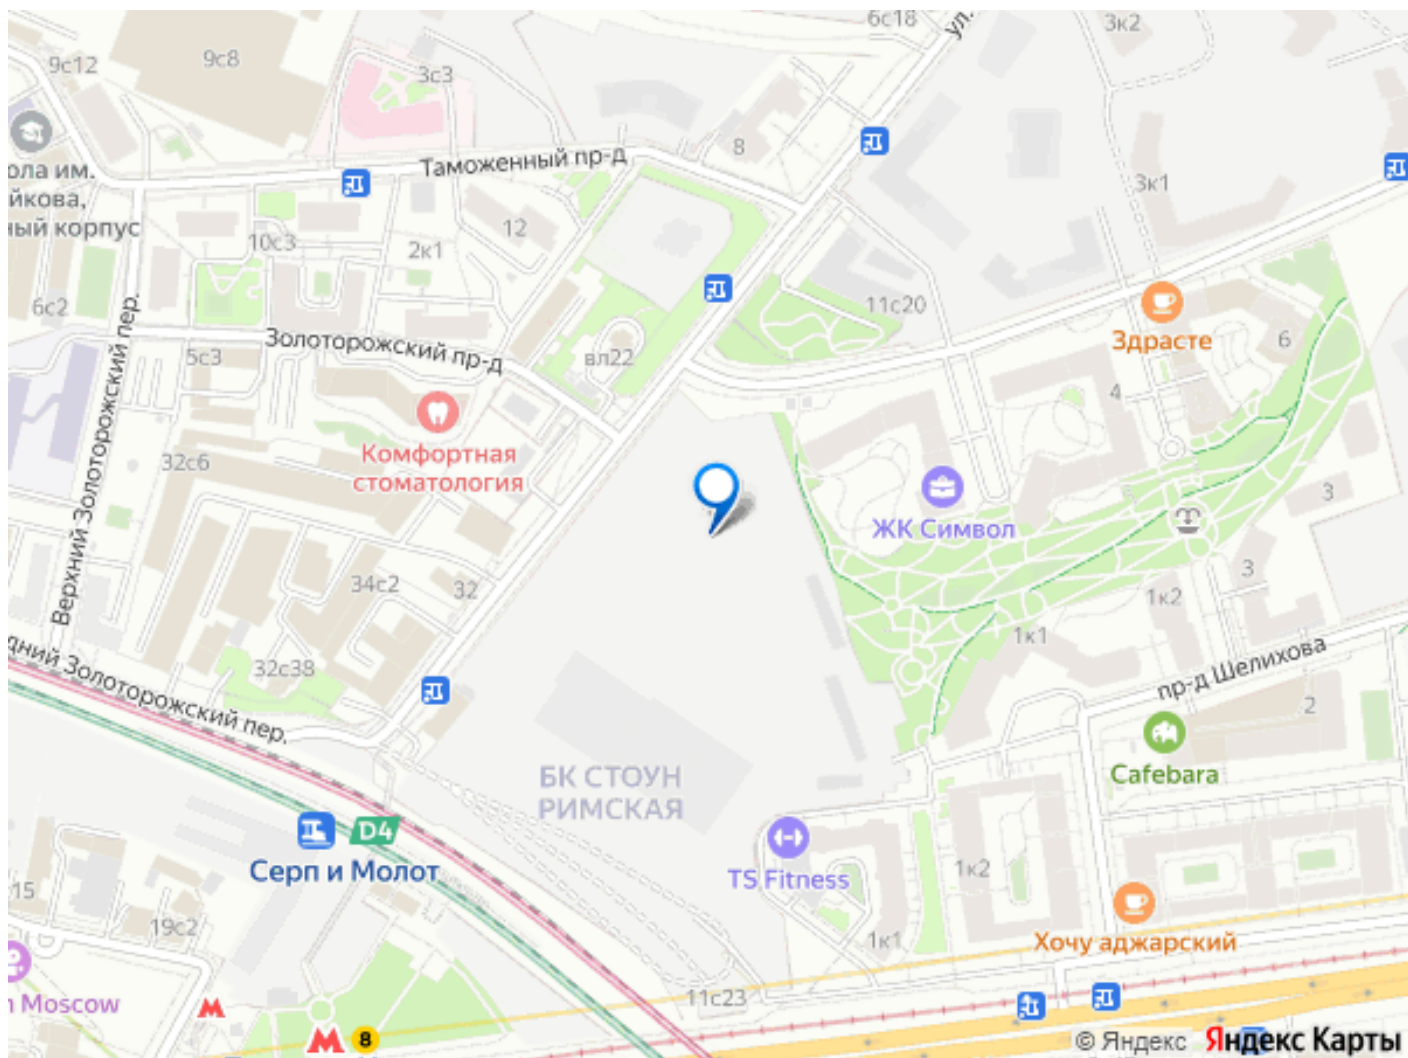 6с18
ул.
3к2
9с12
9с8
3с3
Таможенный пр-д
8
ола им.
йкова,
ный корпус
3к1
10с3
12
2к1
6с2
11с20
Здрасте
6
Золоторожский пр-д
вл22
5с3
4
Верхний Золоторожский пер.
Комфортная
стоматология
32с6
ЖК Символ
3
3
34с2
32
1к2
1к1
пр-д Шелихова
32с38
дний Золоторожский пер.
2
БК СТОУН
РИМСКАЯ
Cafebara
D4
Серп и Молот
TS Fitness
1к2
15
19с2
1к1
Хочу аджарский
n Moscow
11с23
8
© Яндекс Яндекс Карты